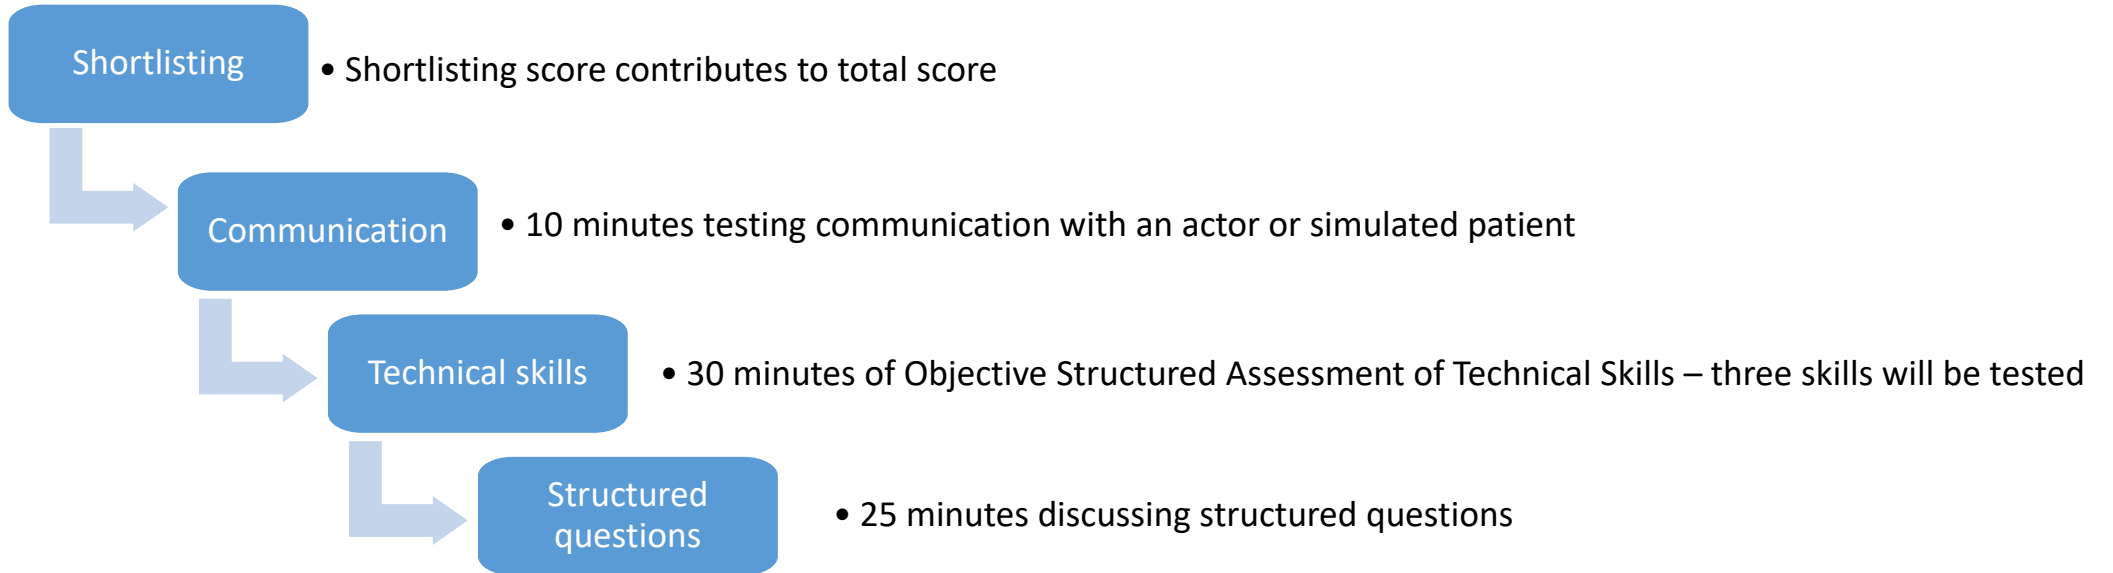 Shortlisting
• Shortlisting score contributes to total score
Communication
• 10 minutes testing communication with an actor or simulated patient
Technical skills
• 30 minutes of Objective Structured Assessment of Technical Skills – three skills will be tested
Structured
questions
• 25 minutes discussing structured questions